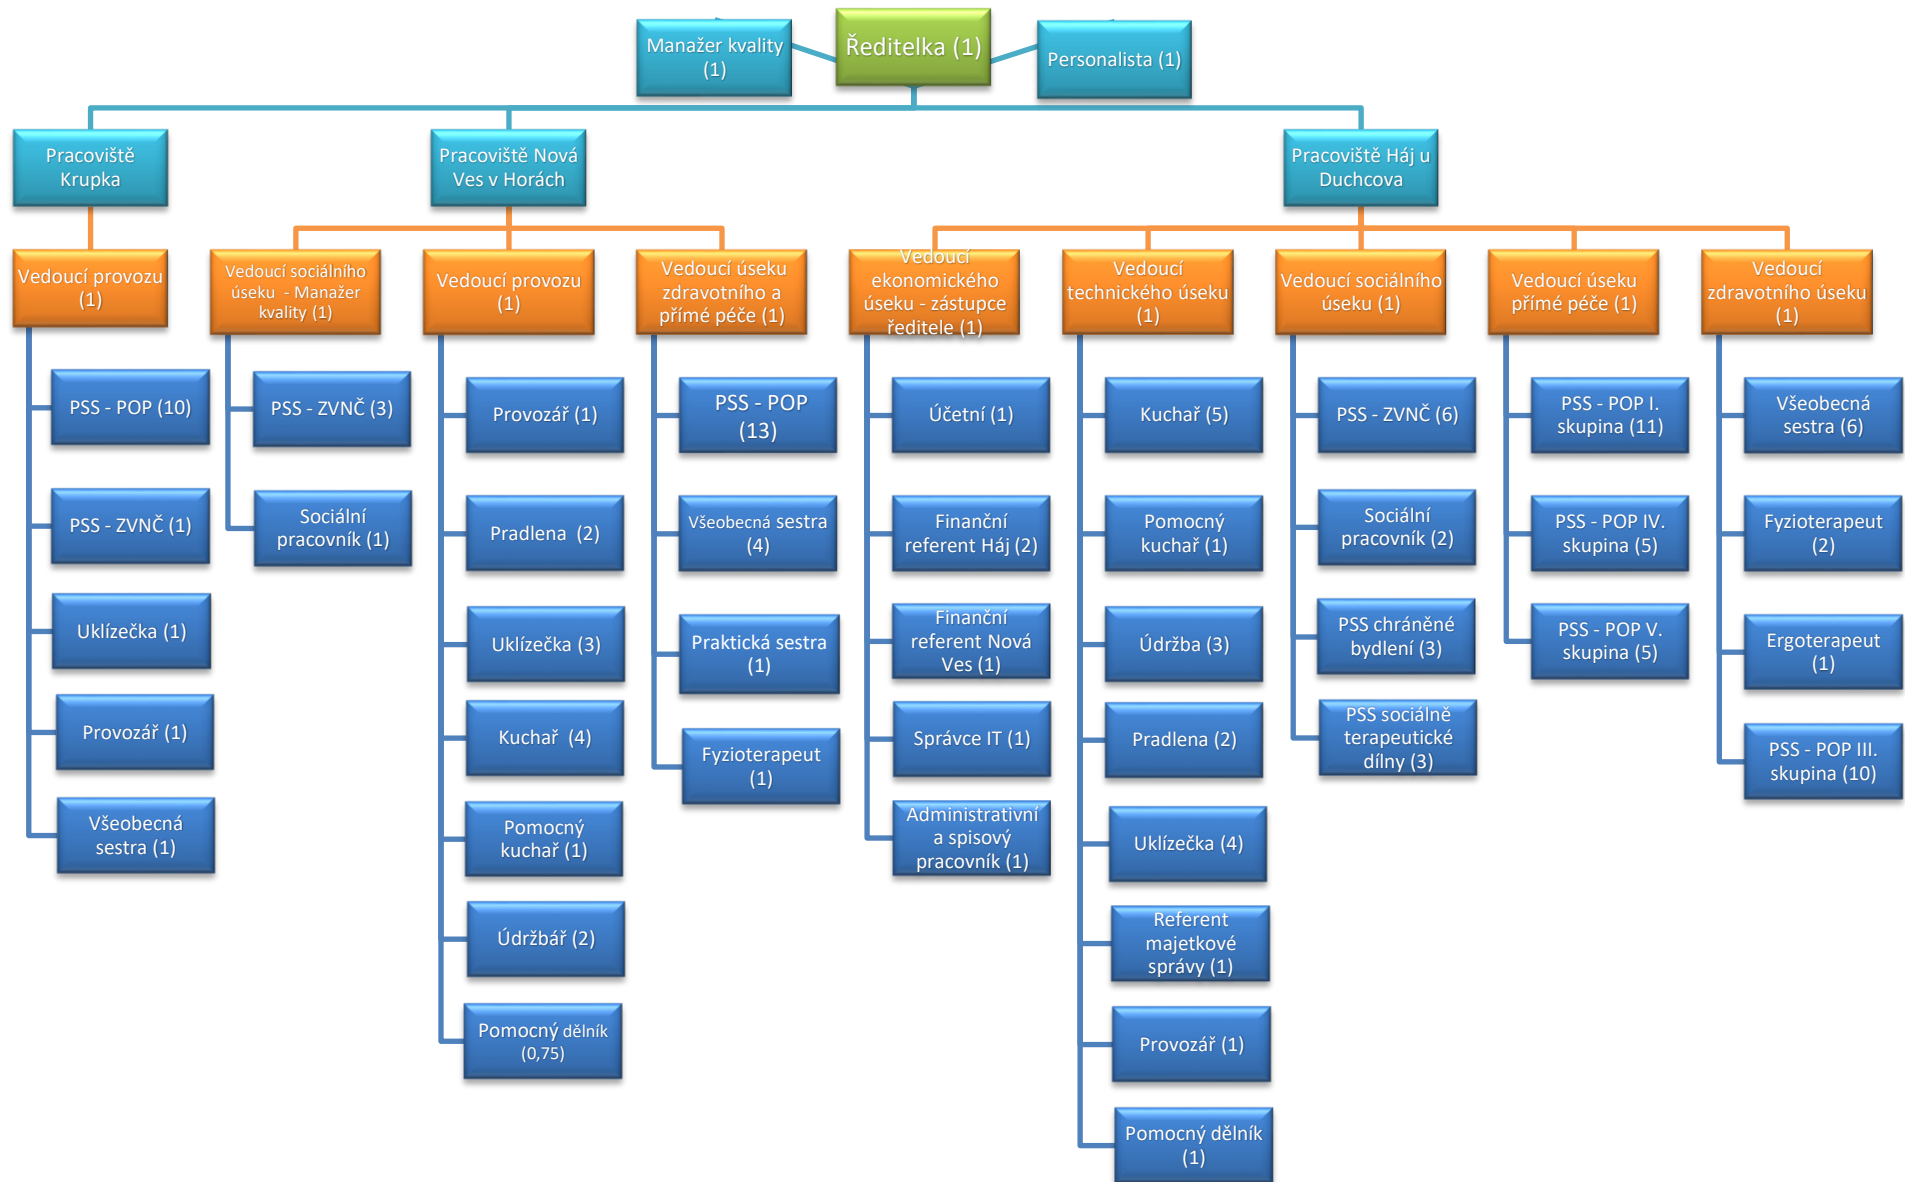 Manažer kvality
(1)
Ředitelka (1)
Personalista (1)
Pracoviště
Krupka
Pracoviště Nová
Ves v Horách
Pracoviště Háj u
Duchcova
Vedoucí provozu
(1)
Vedoucí sociálního
úseku - Manažer
kvality (1)
Vedoucí provozu
(1)
Vedoucí úseku
zdravotního a
přímé péče (1)
Vedoucí
ekonomického
úseku - zástupce
ředitele (1)
Vedoucí
technického úseku
(1)
Vedoucí sociálního
úseku (1)
Vedoucí úseku
přímé péče (1)
Vedoucí
zdravotního úseku
(1)
PSS - POP (10)
PSS - ZVNČ (1)
Uklízečka (1)
Provozář (1)
Všeobecná
sestra (1)
PSS - ZVNČ (3)
Sociální
pracovník (1)
Provozář (1)
Pradlena (2)
Uklízečka (3)
Kuchař (4)
Pomocný
kuchař (1)
Údržbář (2)
Pomocný dělník
(0,75)
PSS - POP
(13)
Všeobecná sestra
(4)
Praktická sestra
(1)
Fyzioterapeut
(1)
Účetní (1)
Finanční
referent Háj (2)
Finanční
referent Nová
Ves (1)
Správce IT (1)
Administrativní
a spisový
pracovník (1)
Kuchař (5)
Pomocný
kuchař (1)
Údržba (3)
Pradlena (2)
Uklízečka (4)
Referent
majetkové
správy (1)
Provozář (1)
Pomocný dělník
(1)
PSS - ZVNČ (6)
Sociální
pracovník (2)
PSS chráněné
bydlení (3)
PSS sociálně
terapeutické
dílny (3)
PSS - POP I.
skupina (11)
PSS - POP IV.
skupina (5)
PSS - POP V.
skupina (5)
Všeobecná
sestra (6)
Fyzioterapeut
(2)
Ergoterapeut
(1)
PSS - POP III.
skupina (10)